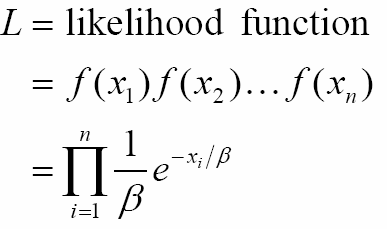 L = likelihood function
= f(x₁)f(x₂)…f(xₙ)
= ∏ᵢ₌₁ⁿ 1/β e^(−xᵢ/β)